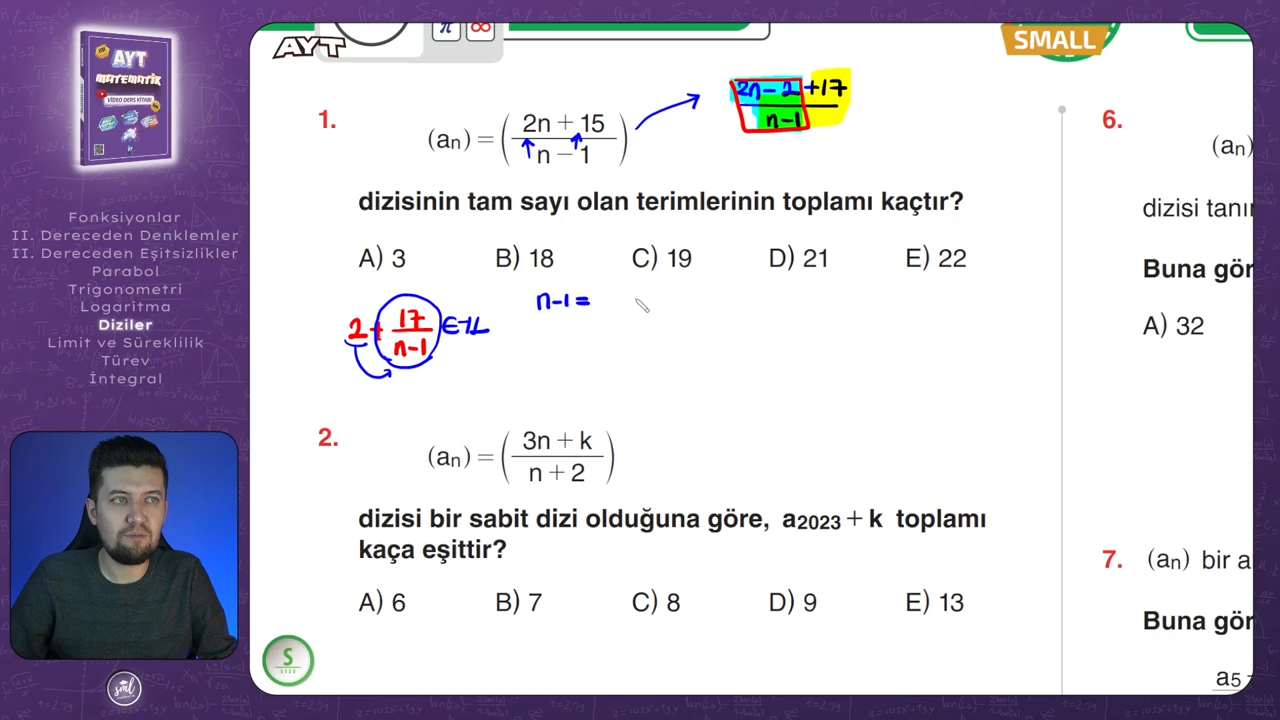 AYT
MATEMATİK
VİDEO DERS KİTABI
Fonksiyonlar
II. Dereceden Denklemler
II. Dereceden Eşitsizlikler
Parabol
Trigonometri
Logaritma
Diziler
Limit ve Süreklilik
Türev
İntegral
sml
AYT
π ∞
SMALL
1. (an) = ( 2n + 15 / n − 1 )
2n − 2 + 17 / n−1
dizisinin tam sayı olan terimlerinin toplamı kaçtır?
A) 3 B) 18 C) 19 D) 21 E) 22
n−1 =
2 + 17 / n−1 ∈ Z
2. (an) = ( 3n + k / n + 2 )
dizisi bir sabit dizi olduğuna göre, a2023 + k toplamı
kaça eşittir?
A) 6 B) 7 C) 8 D) 9 E) 13
S
SIZE
6. (an)
dizisi
Buna gör
A) 32
7. (an) bir a
Buna gör
a5